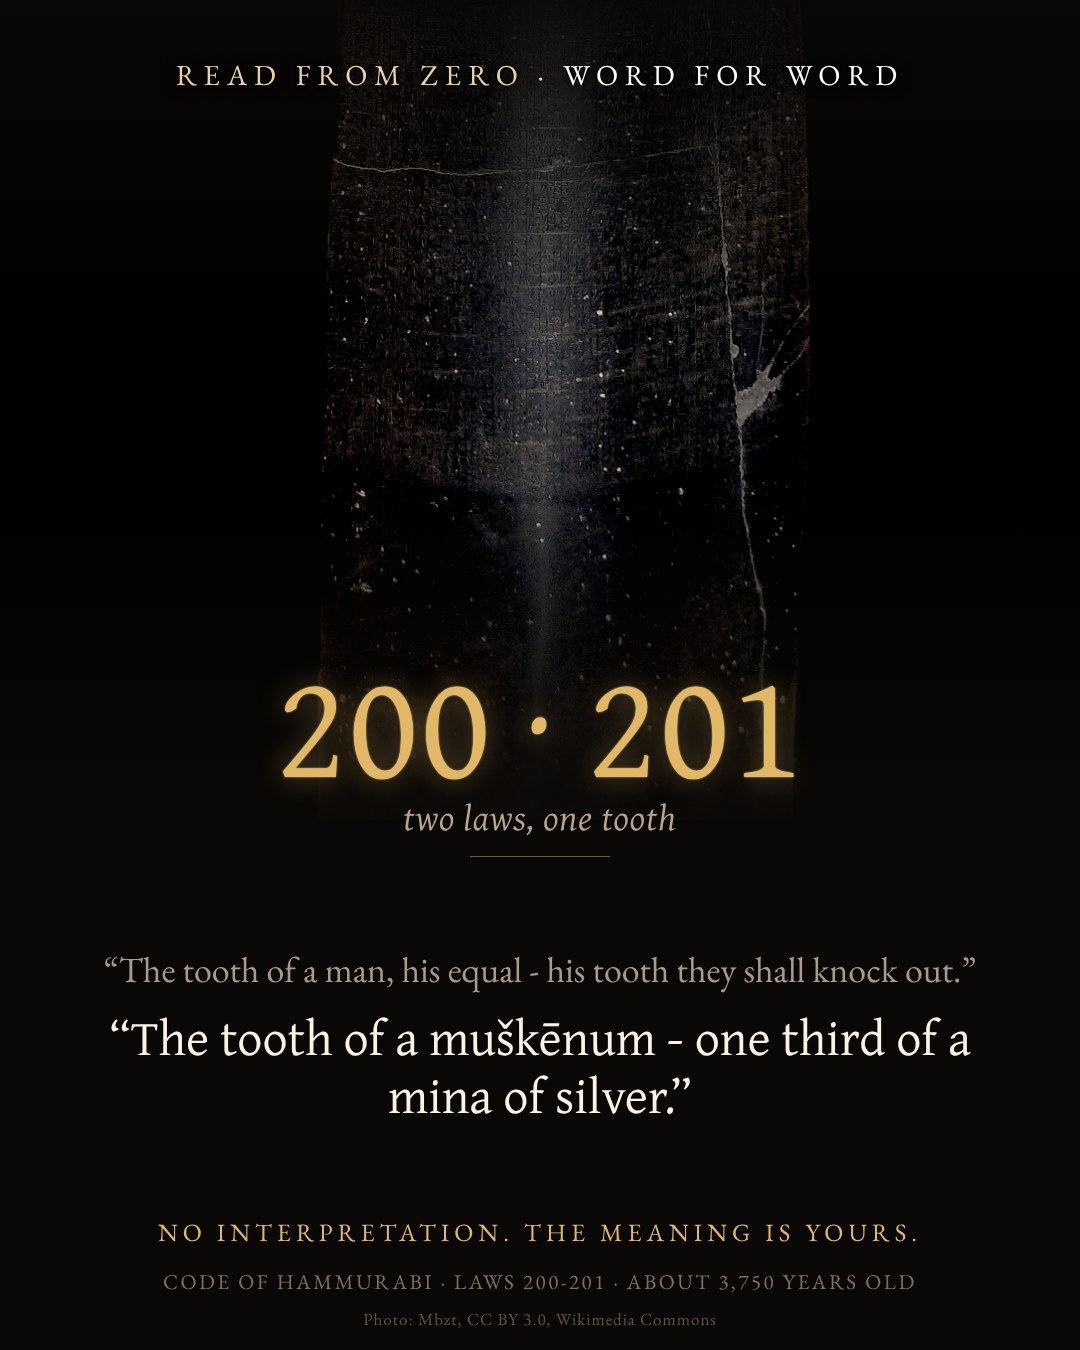 READ FROM ZERO · WORD FOR WORD
200 · 201
two laws, one tooth
“The tooth of a man, his equal - his tooth they shall knock out.”
“The tooth of a muškēnum - one third of a
mina of silver.”
NO INTERPRETATION. THE MEANING IS YOURS.
CODE OF HAMMURABI · LAWS 200-201 · ABOUT 3,750 YEARS OLD
Photo: Mbzt, CC BY 3.0, Wikimedia Commons